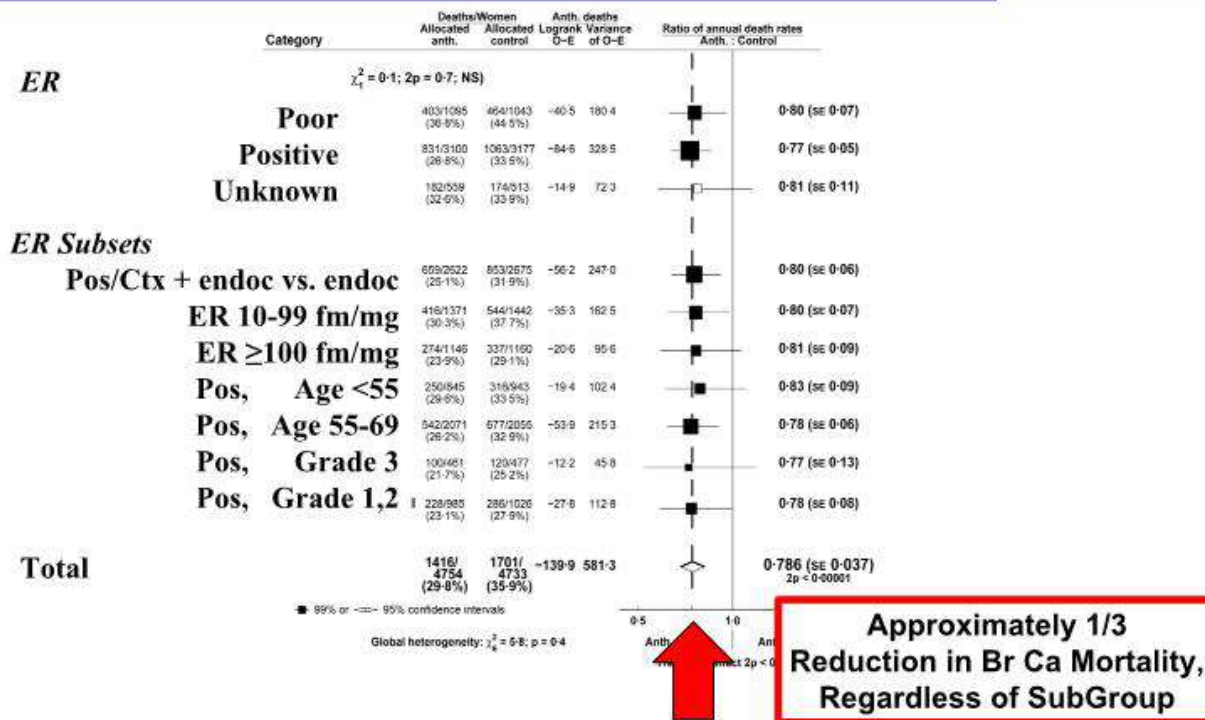 Deaths/Women Anth. deaths
Category Allocated anth. Allocated control Logrank O–E Variance of O–E Ratio of annual death rates Anth. : Control
ER
χ²₁ = 0·1; 2p = 0·7; NS)
Poor 403/1095 (36·8%) 464/1043 (44·5%) −40·5 180·4 0·80 (SE 0·07)
Positive 831/3100 (26·8%) 1063/3177 (33·5%) −84·6 328·5 0·77 (SE 0·05)
Unknown 182/559 (32·6%) 174/513 (33·9%) −14·9 72·3 0·81 (SE 0·11)
ER Subsets
Pos/Ctx + endoc vs. endoc 659/2622 (25·1%) 853/2675 (31·9%) −56·2 247·0 0·80 (SE 0·06)
ER 10-99 fm/mg 416/1371 (30·3%) 544/1442 (37·7%) −35·3 162·5 0·80 (SE 0·07)
ER ≥100 fm/mg 274/1146 (23·9%) 337/1160 (29·1%) −20·6 95·6 0·81 (SE 0·09)
Pos, Age <55 250/845 (29·6%) 316/943 (33·5%) −19·4 102·4 0·83 (SE 0·09)
Pos, Age 55-69 542/2071 (26·2%) 677/2055 (32·9%) −53·9 215·3 0·78 (SE 0·06)
Pos, Grade 3 100/461 (21·7%) 120/477 (25·2%) −12·2 45·8 0·77 (SE 0·13)
Pos, Grade 1,2 228/985 (23·1%) 286/1026 (27·9%) −27·8 112·8 0·78 (SE 0·08)
Total 1416/4754 (29·8%) 1701/4733 (35·9%) −139·9 581·3 0·786 (SE 0·037)
2p < 0·00001
99% or 95% confidence intervals
0·5 1·0
Global heterogeneity: χ²₆ = 5·8; p = 0·4
Anth.
2p < 0
Approximately 1/3
Reduction in Br Ca Mortality,
Regardless of SubGroup